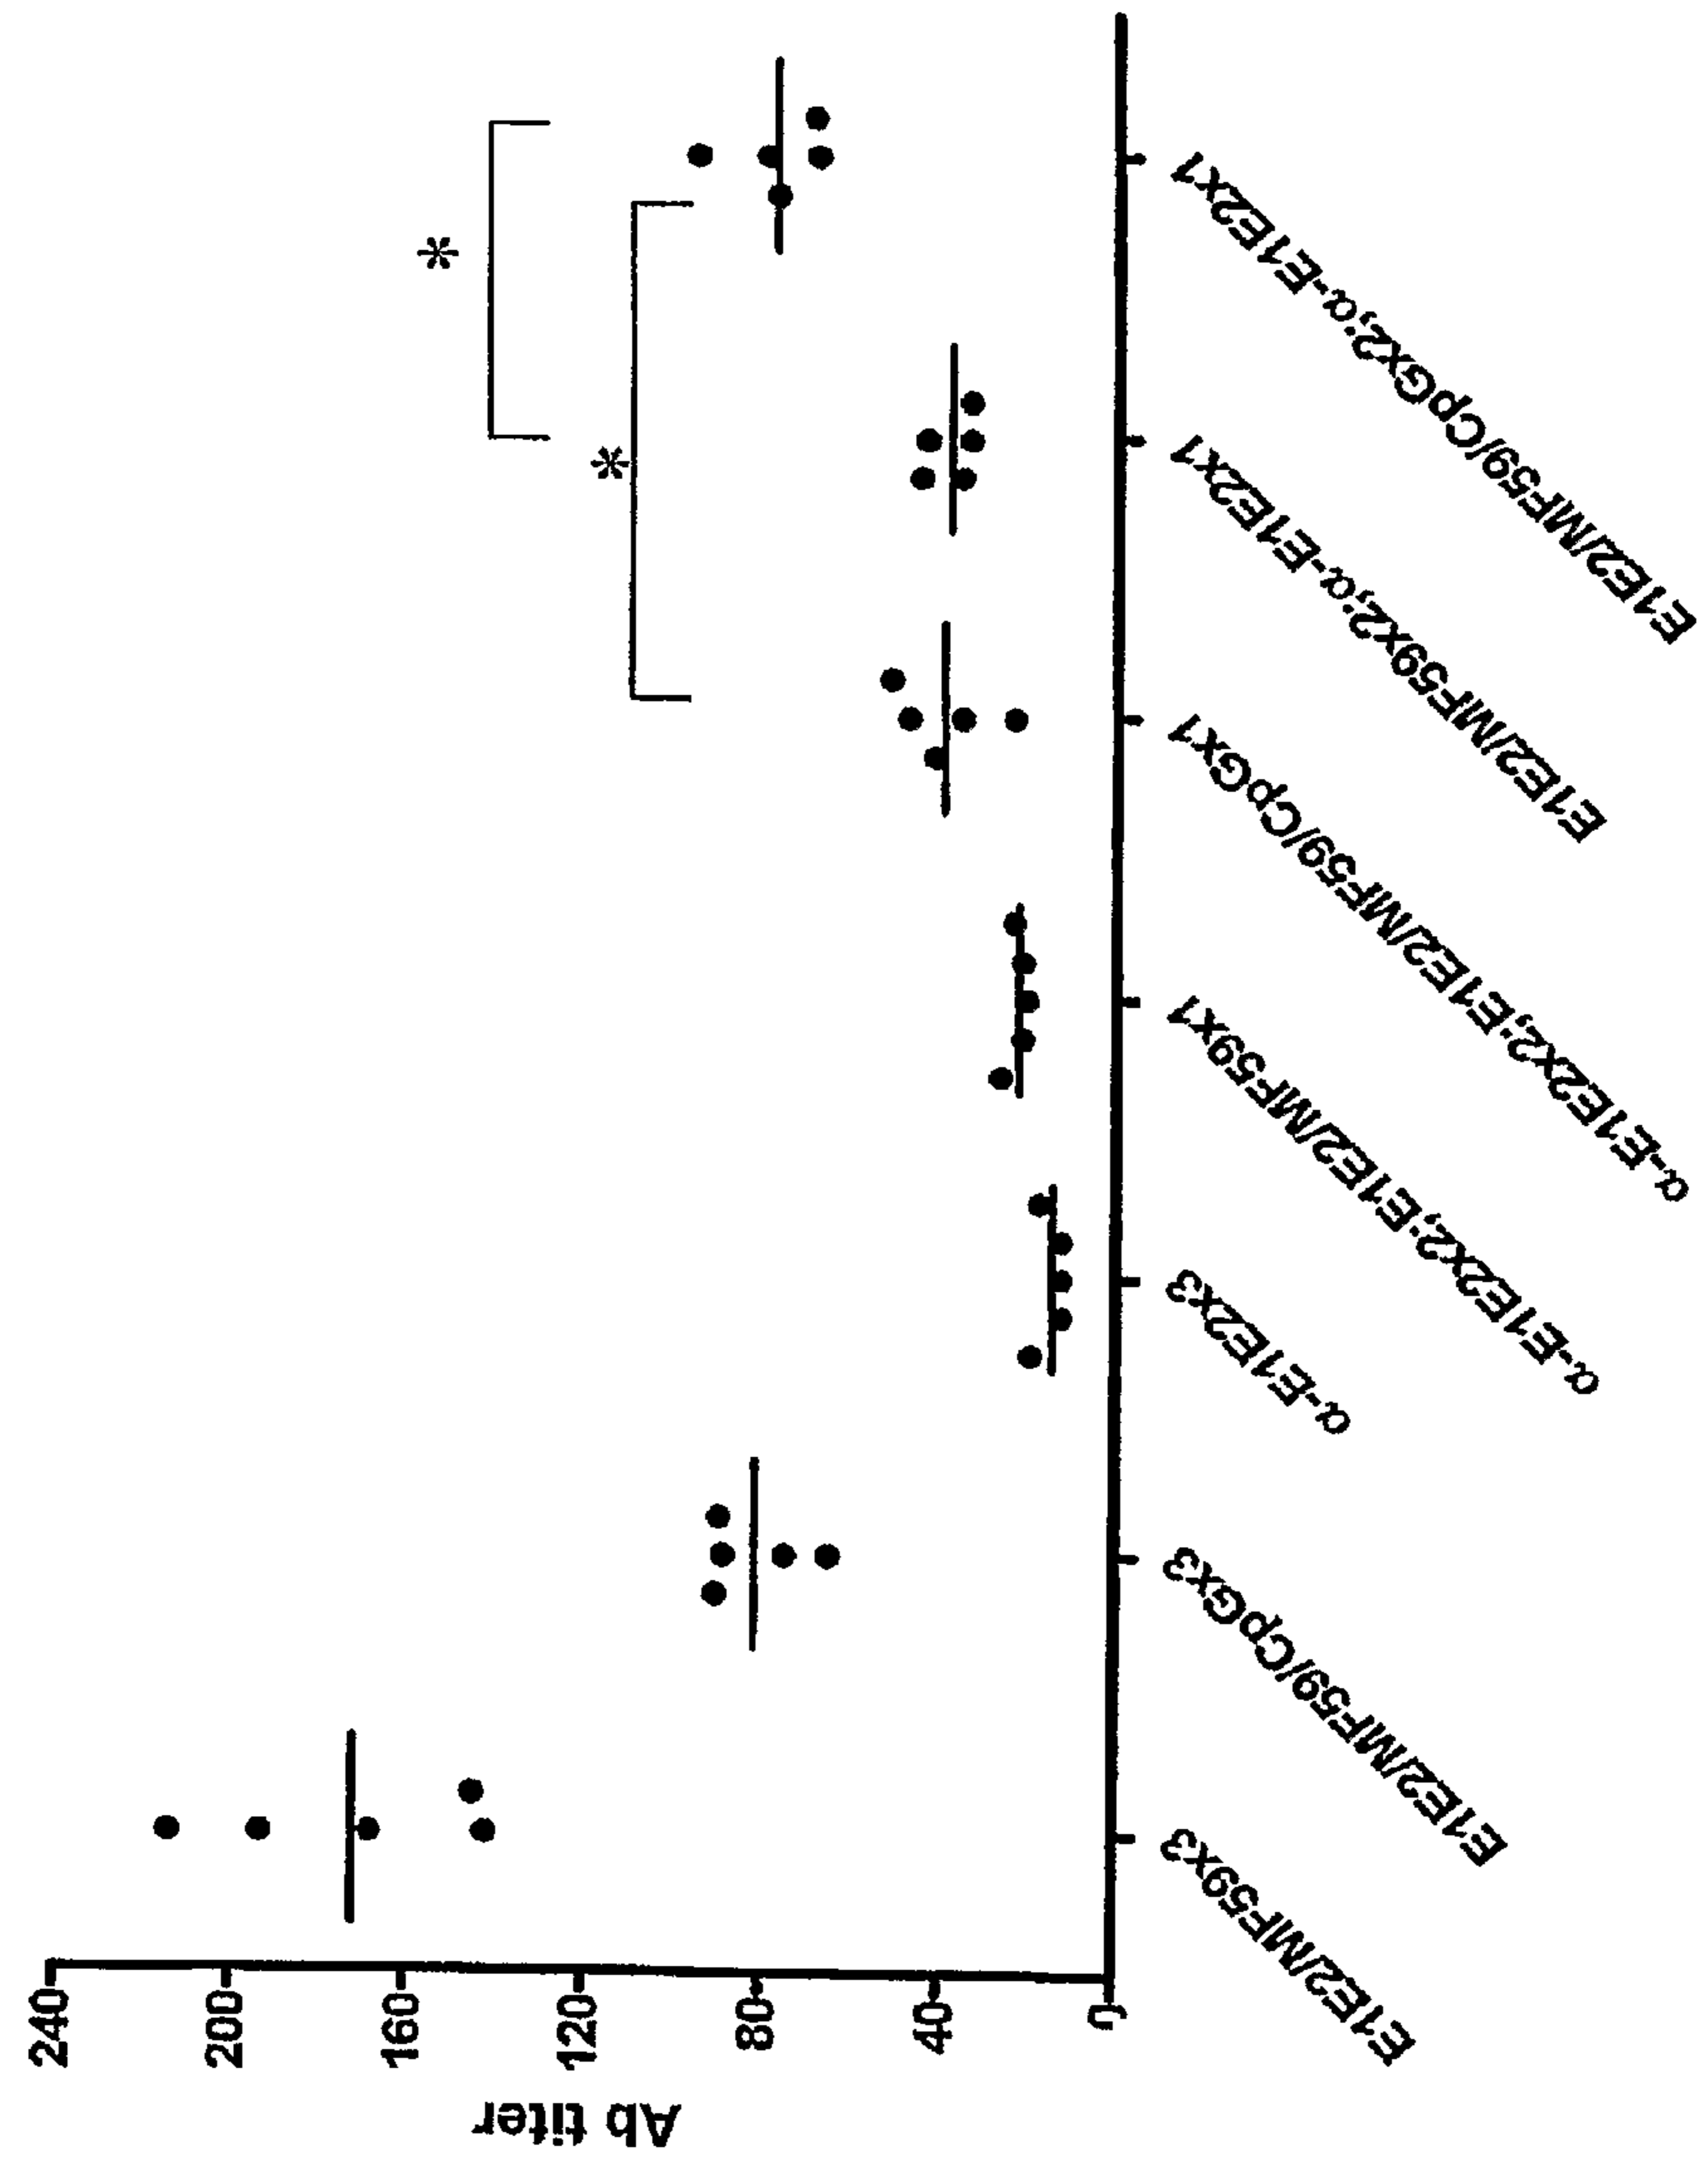 Ab titer
240
200
160
120
80
40
0
*
*
E1E2/MF59x3
E1E2/MF59/CpGx3
α-E1E2x3
α-E1E2x2;E1E2/MF59x1
α-E1E2x2;E1E2/MF59/CpGx1
E1E2/MF59x2;α-E1E2x1
E1E2/MF59/CpGx2;α-E1E2x1